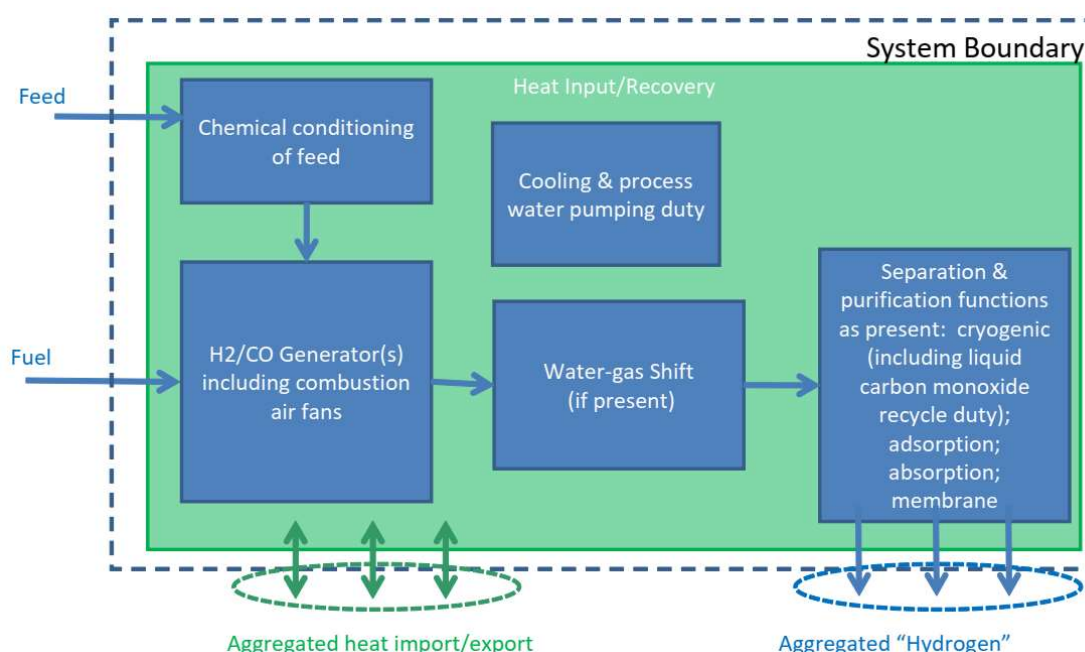 System Boundary
Feed
Heat Input/Recovery
Chemical conditioning
of feed
Cooling & process
water pumping duty
Fuel
H2/CO Generator(s)
including combustion
air fans
Water-gas Shift
(if present)
Separation &
purification functions
as present: cryogenic
(including liquid
carbon monoxide
recycle duty);
adsorption;
absorption;
membrane
Aggregated heat import/export
Aggregated “Hydrogen”